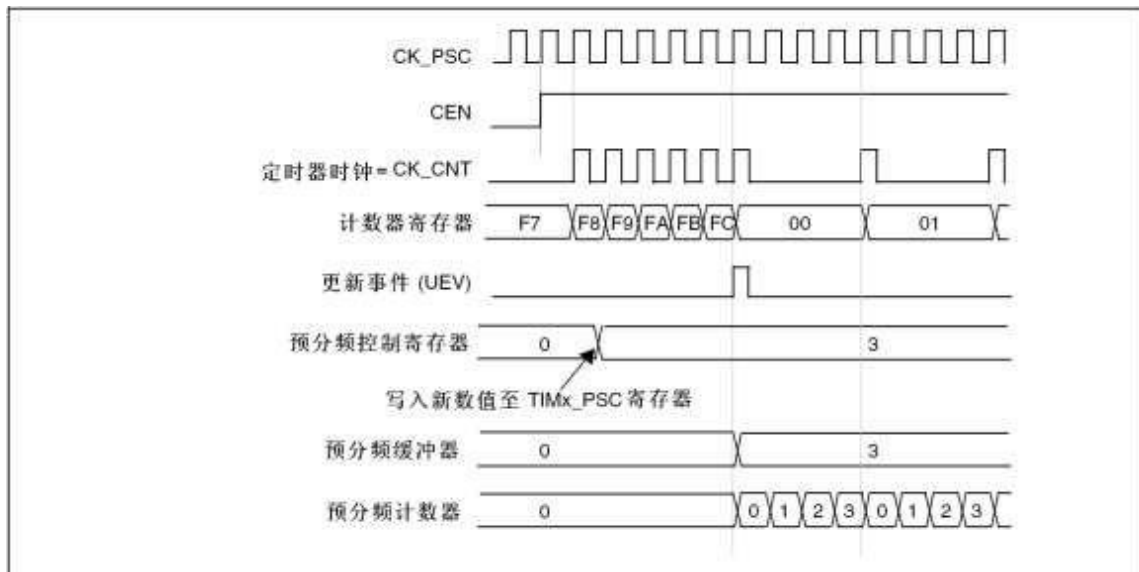 CK_PSC
CEN
定时器时钟= CK_CNT
计数器寄存器 F7 F8 F9 FA FB FC 00 01
更新事件 (UEV)
预分频控制寄存器 0 3
写入新数值至 TIMx_PSC 寄存器
预分频缓冲器 0 3
预分频计数器 0 0 1 2 3 0 1 2 3